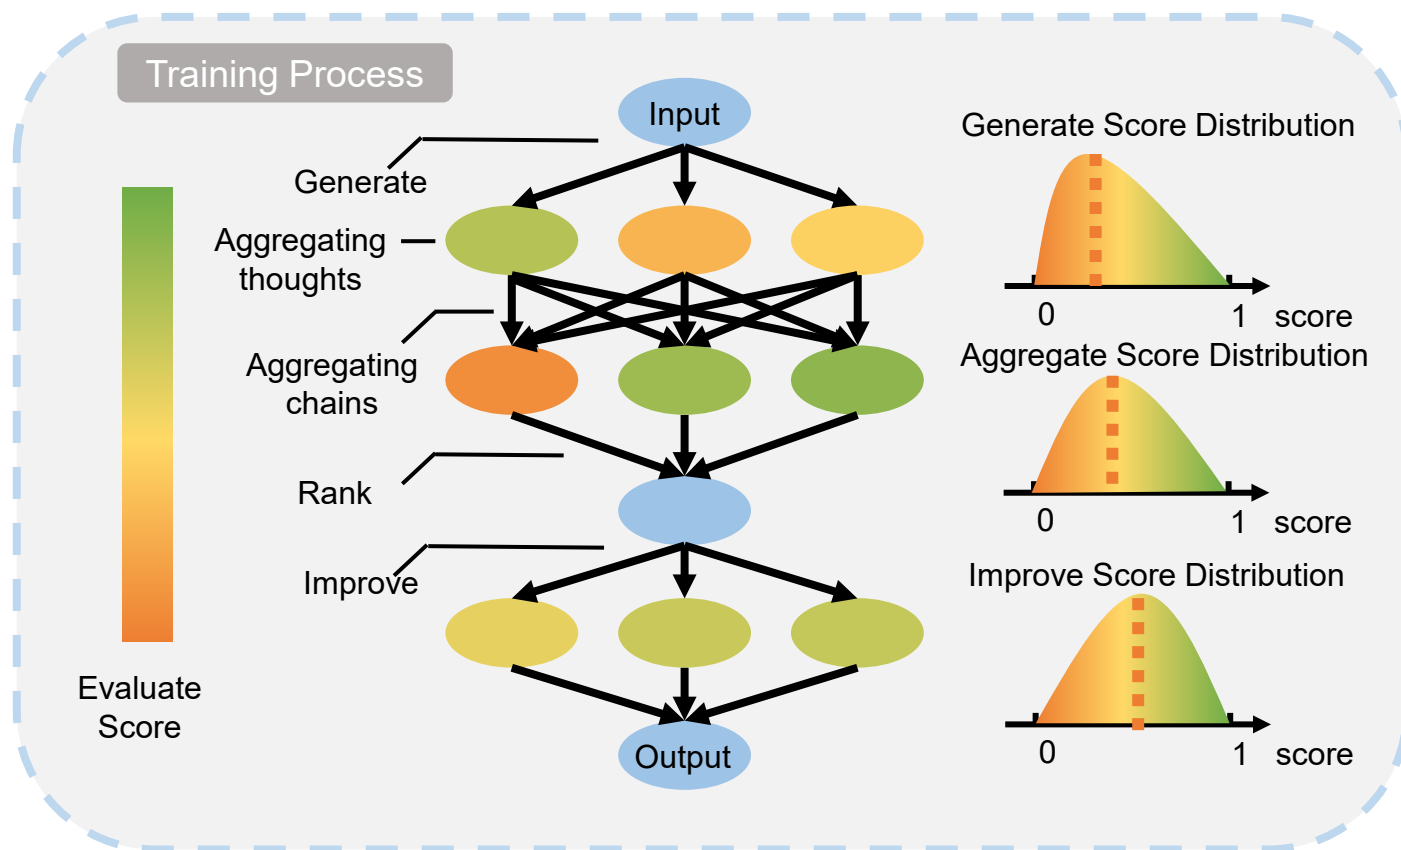 Training Process
Input
Generate
Aggregating
thoughts
Aggregating
chains
Rank
Improve
Output
Evaluate
Score
Generate Score Distribution
0
1
score
Aggregate Score Distribution
0
1
score
Improve Score Distribution
0
1
score